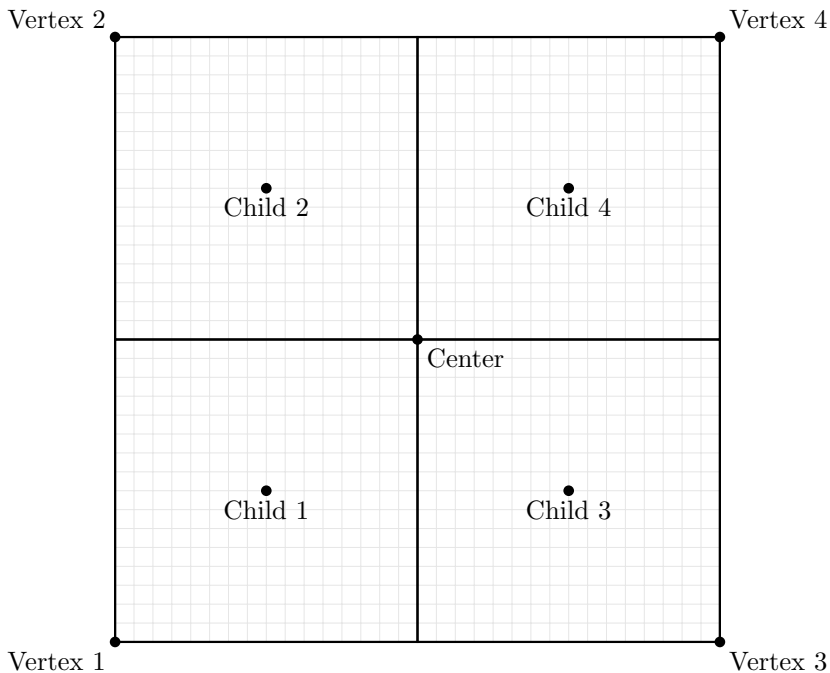 Vertex 2
Vertex 4
Child 2
Child 4
Center
Child 1
Child 3
Vertex 1
Vertex 3